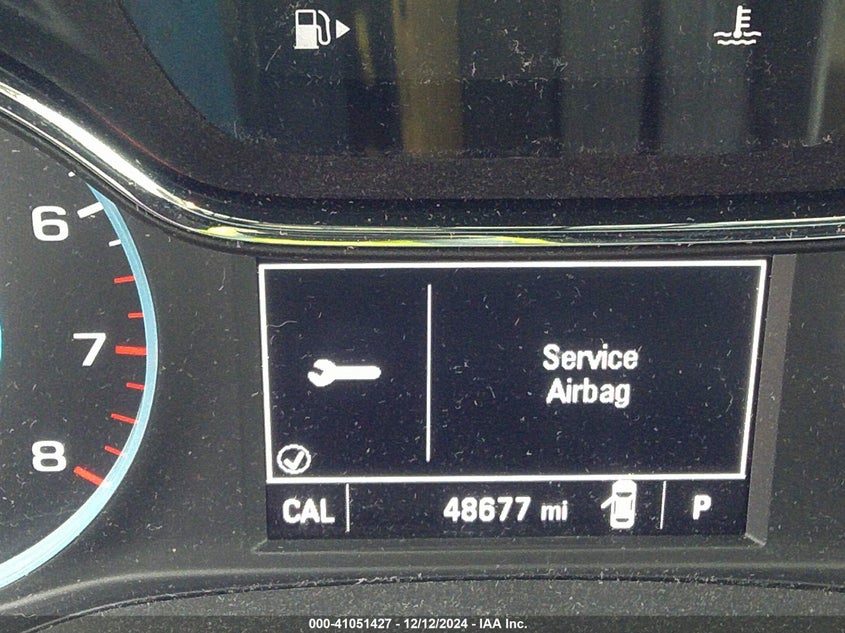 6
7
8
Service
Airbag
CAL
48677 mi
P
000-41051427 - 12/12/2024 - IAA Inc.